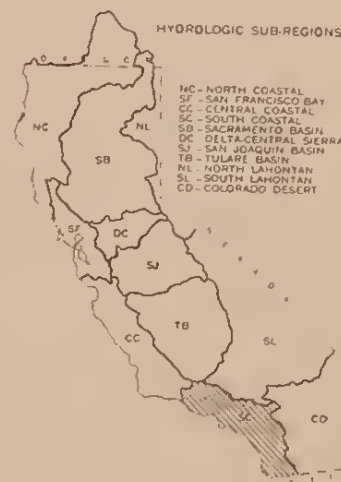 HYDROLOGIC SUB-REGIONS
NC - NORTH COASTAL
SF - SAN FRANCISCO BAY
CC - CENTRAL COASTAL
SC - SOUTH COASTAL
SB - SACRAMENTO BASIN
DC - DELTA-CENTRAL SIERRA
SJ - SAN JOAQUIN BASIN
TB - TULARE BASIN
NL - NORTH LAHONTAN
SL - SOUTH LAHONTAN
CD - COLORADO DESERT
NC
NL
SB
SF
DC
SJ
CC
TB
SL
SC
CD